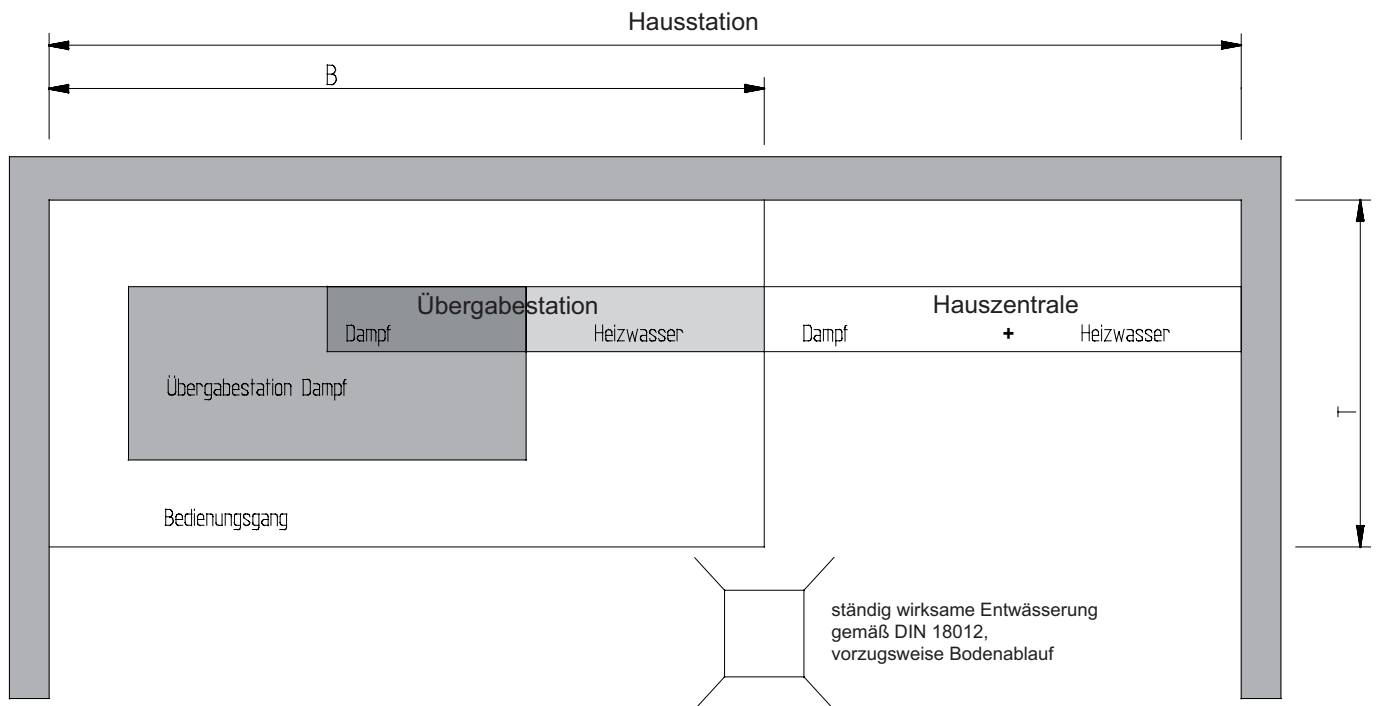 Hausstation
B
Übergabestation
Hauszentrale
Dampf
Heizwasser
Dampf
+
Heizwasser
Übergabestation Dampf
T
Bedienungsgang
ständig wirksame Entwässerung
gemäß DIN 18012,
vorzugsweise Bodenablauf